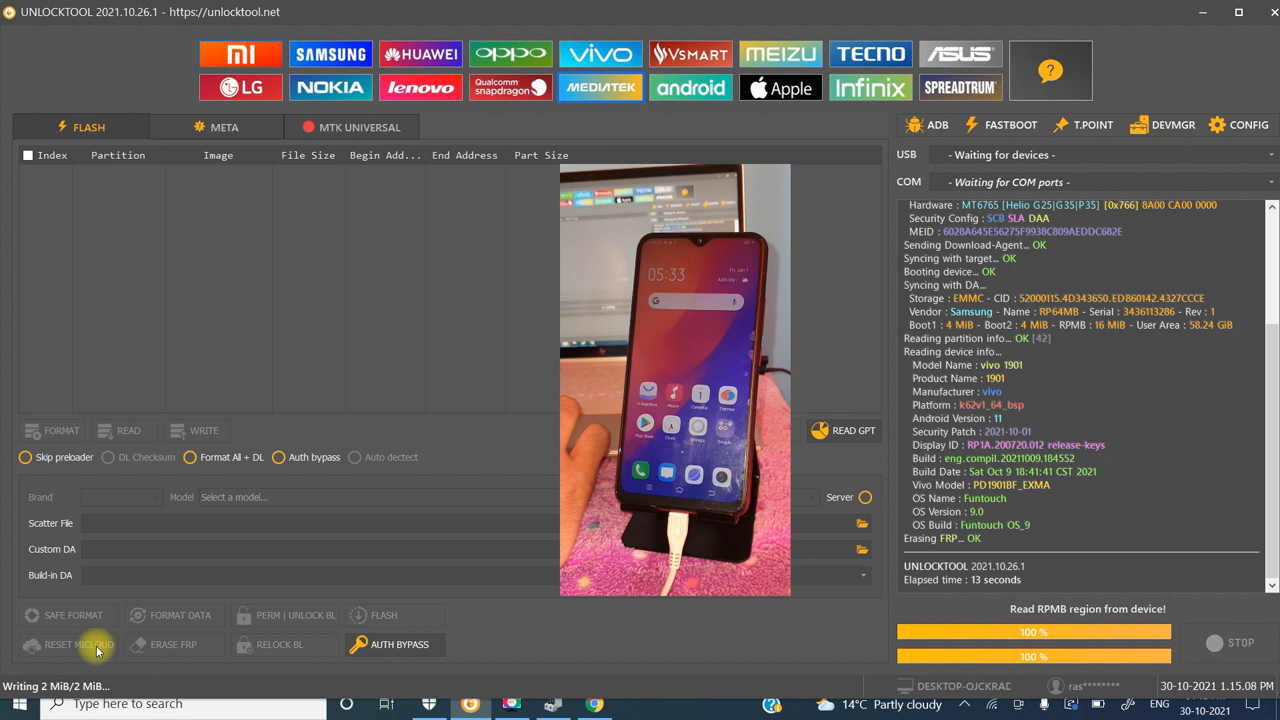 UNLOCKTOOL 2021.10.26.1 - https://unlocktool.net
mi SAMSUNG HUAWEI oppo vivo VSMART MEIZU TECNO ASUS
LG NOKIA lenovo Qualcomm snapdragon MEDIATEK android Apple Infinix SPREADTRUM ?
FLASH META MTK UNIVERSAL
ADB FASTBOOT T.POINT DEVMGR CONFIG
Index Partition Image File Size Begin Add... End Address Part Size
USB - Waiting for devices -
COM - Waiting for COM ports -
Hardware : MT6765 [Helio G25|G35|P35] [0x766] 8A00 CA00 0000
Security Config : SCB SLA DAA
MEID : 6028A645E56275F9938C809AEDDC682E
Sending Download-Agent... OK
Syncing with target... OK
Booting device... OK
Syncing with DA...
Storage : EMMC - CID : 52000115.4D343650.ED860142.4327CCCE
Vendor : Samsung - Name : RP64MB - Serial : 3436113286 - Rev : 1
Boot1 : 4 MiB - Boot2 : 4 MiB - RPMB : 16 MiB - User Area : 58.24 GiB
Reading partition info... OK [42]
Reading device info...
Model Name : vivo 1901
Product Name : 1901
Manufacturer : vivo
Platform : k62v1_64_bsp
Android Version : 11
Security Patch : 2021-10-01
Display ID : RP1A.200720.012 release-keys
Build : eng.compil.20211009.184552
Build Date : Sat Oct 9 18:41:41 CST 2021
Vivo Model : PD1901BF_EXMA
OS Name : Funtouch
OS Version : 9.0
OS Build : Funtouch OS_9
Erasing FRP... OK
UNLOCKTOOL 2021.10.26.1
Elapsed time : 13 seconds
05:33 Fri, Jan 1
Add city
G
Play Store Clock Settings Google
FORMAT READ WRITE READ GPT
Skip preloader DL Checksum Format All + DL Auth bypass Auto dectect
Brand Model Select a model... Server
Scatter File
Custom DA
Build-in DA
SAFE FORMAT FORMAT DATA PERM | UNLOCK BL FLASH
RESET MICLOUD ERASE FRP RELOCK BL AUTH BYPASS
Read RPMB region from device!
100 %
100 %
STOP
Writing 2 MiB/2 MiB...
DESKTOP-OJCKRAD ras******** 30-10-2021 1.15.08 PM
Type here to search
14°C Partly cloudy ENG
30-10-2021